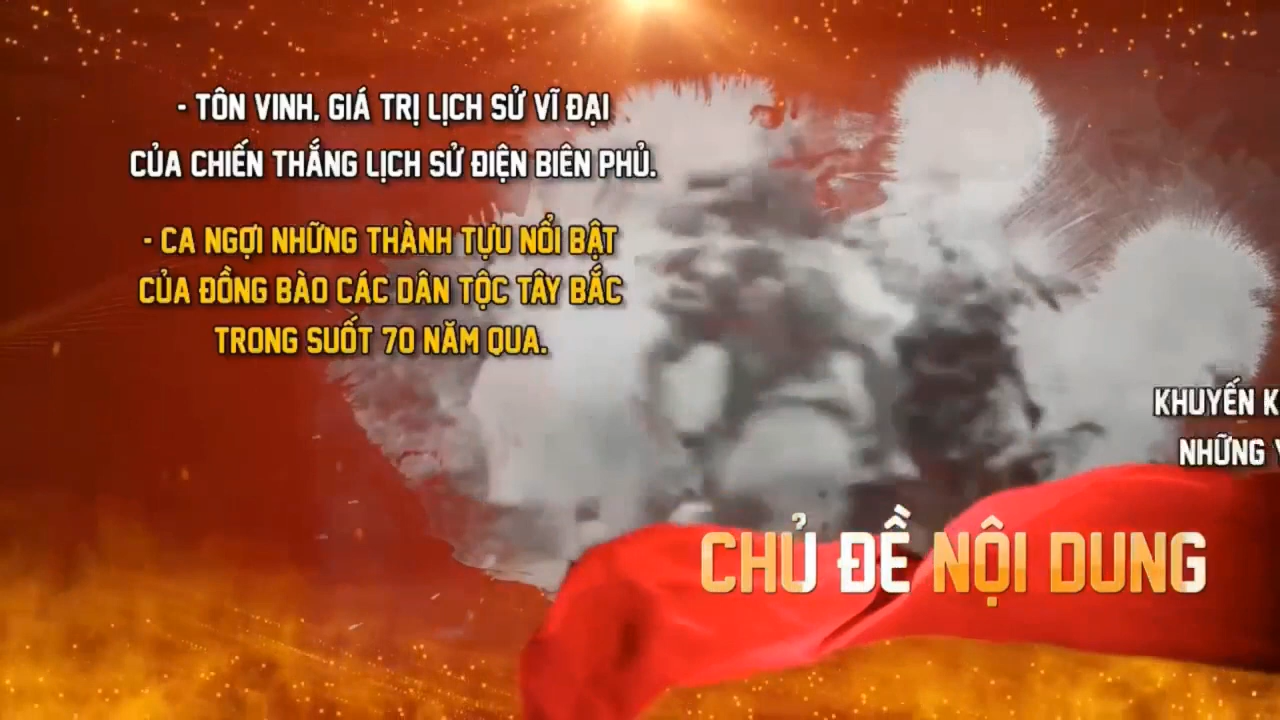 - TÔN VINH, GIÁ TRỊ LỊCH SỬ VĨ ĐẠI
CỦA CHIẾN THẮNG LỊCH SỬ ĐIỆN BIÊN PHỦ.
- CA NGỢI NHỮNG THÀNH TỰU NỔI BẬT
CỦA ĐỒNG BÀO CÁC DÂN TỘC TÂY BẮC
TRONG SUỐT 70 NĂM QUA.
KHUYẾN K
NHỮNG
CHỦ ĐỀ NỘI DUNG